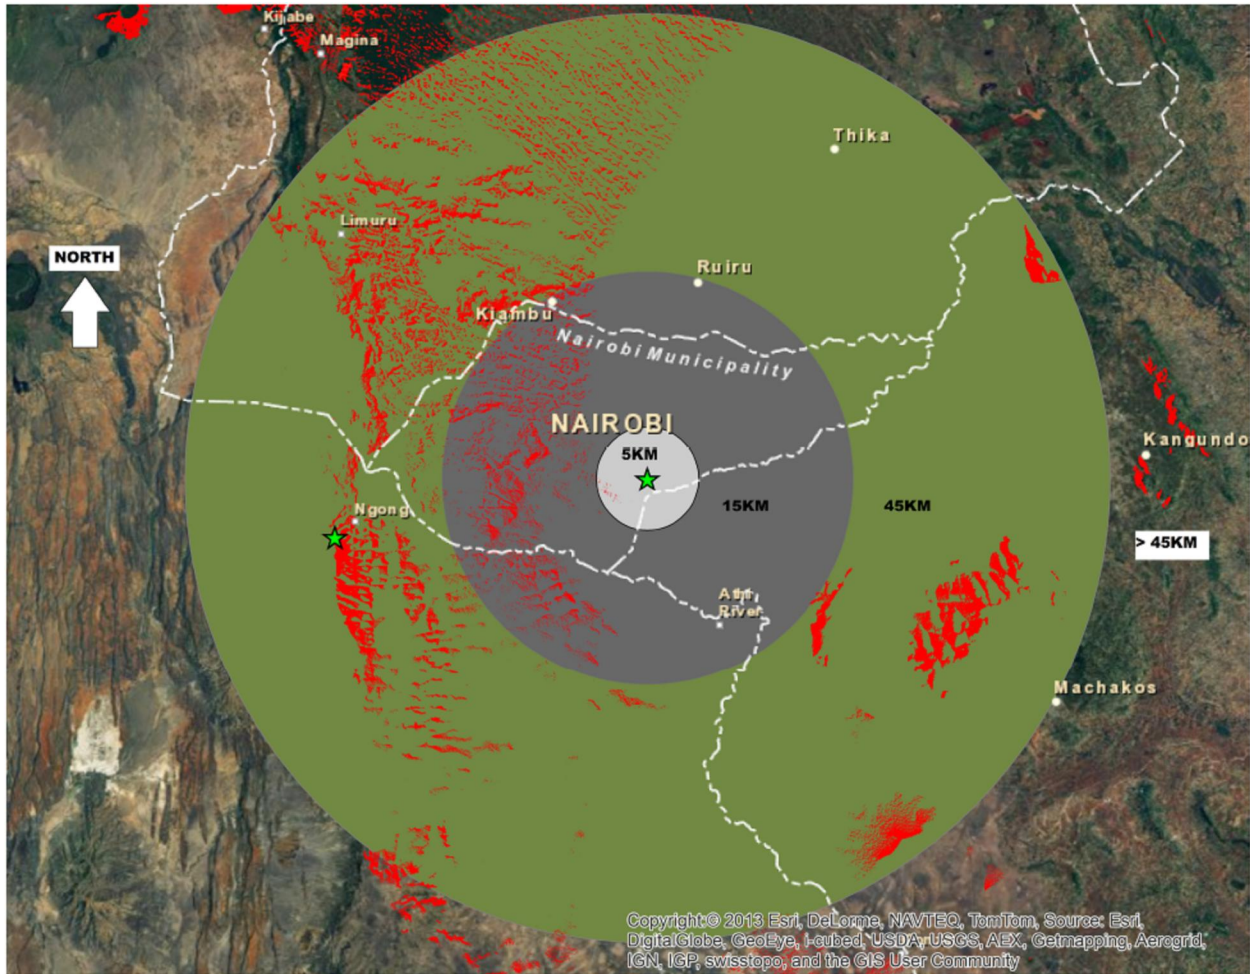 Kijabe
Magina
Thika
Limuru
NORTH
Ruiru
Kiambu
Nairobi Municipality
NAIROBI
5KM
Kangundo
15KM
45KM
Ngong
> 45KM
Athi
River
Machakos
Copyright:© 2013 Esri, DeLorme, NAVTEQ, TomTom, Source: Esri,
DigitalGlobe, GeoEye, i-cubed, USDA, USGS, AEX, Getmapping, Aerogrid,
IGN, IGP, swisstopo, and the GIS User Community